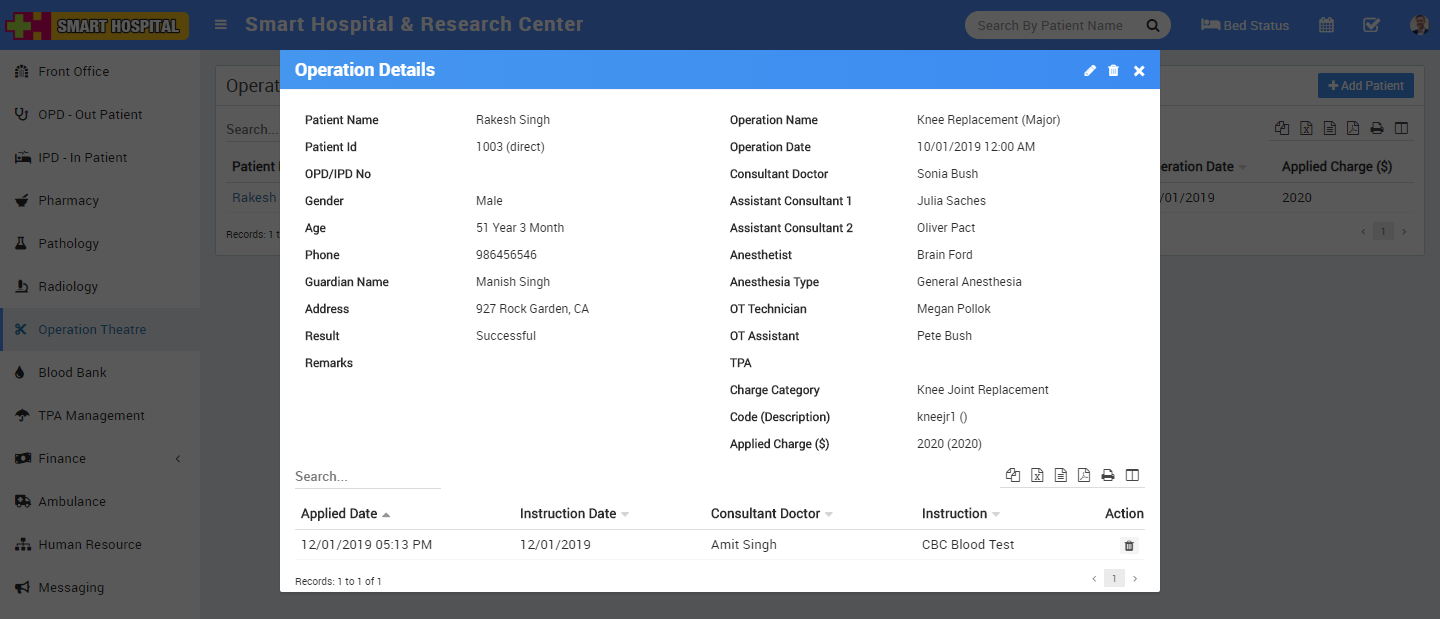 SMART HOSPITAL
Smart Hospital & Research Center
Search By Patient Name
Bed Status
Front Office
OPD - Out Patient
IPD - In Patient
Pharmacy
Pathology
Radiology
Operation Theatre
Blood Bank
TPA Management
Finance
Ambulance
Human Resource
Messaging
Operat
Add Patient
Search...
Patient
eration Date
Applied Charge ($)
Rakesh
/01/2019
2020
Records: 1 t
1
Operation Details
Patient Name Rakesh Singh
Patient Id 1003 (direct)
OPD/IPD No
Gender Male
Age 51 Year 3 Month
Phone 986456546
Guardian Name Manish Singh
Address 927 Rock Garden, CA
Result Successful
Remarks
Operation Name Knee Replacement (Major)
Operation Date 10/01/2019 12:00 AM
Consultant Doctor Sonia Bush
Assistant Consultant 1 Julia Saches
Assistant Consultant 2 Oliver Pact
Anesthetist Brain Ford
Anesthesia Type General Anesthesia
OT Technician Megan Pollok
OT Assistant Pete Bush
TPA
Charge Category Knee Joint Replacement
Code (Description) kneejr1 ()
Applied Charge ($) 2020 (2020)
Search...
Applied Date Instruction Date Consultant Doctor Instruction Action
12/01/2019 05:13 PM 12/01/2019 Amit Singh CBC Blood Test
Records: 1 to 1 of 1
1